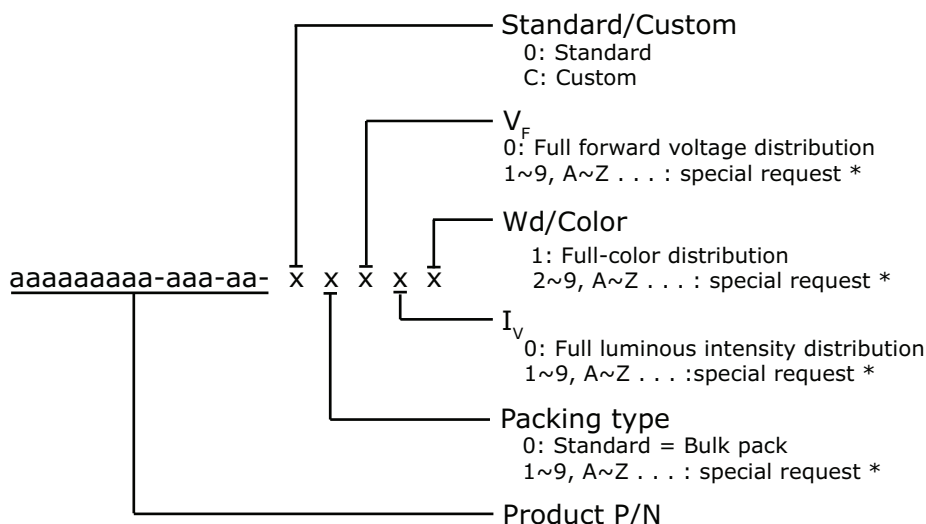 Standard/Custom
0: Standard
C: Custom
VF
0: Full forward voltage distribution
1~9, A~Z . . . : special request *
Wd/Color
1: Full-color distribution
2~9, A~Z . . . : special request *
aaaaaaaaa-aaa-aa- x x x x x
IV
0: Full luminous intensity distribution
1~9, A~Z . . . :special request *
Packing type
0: Standard = Bulk pack
1~9, A~Z . . . : special request *
Product P/N